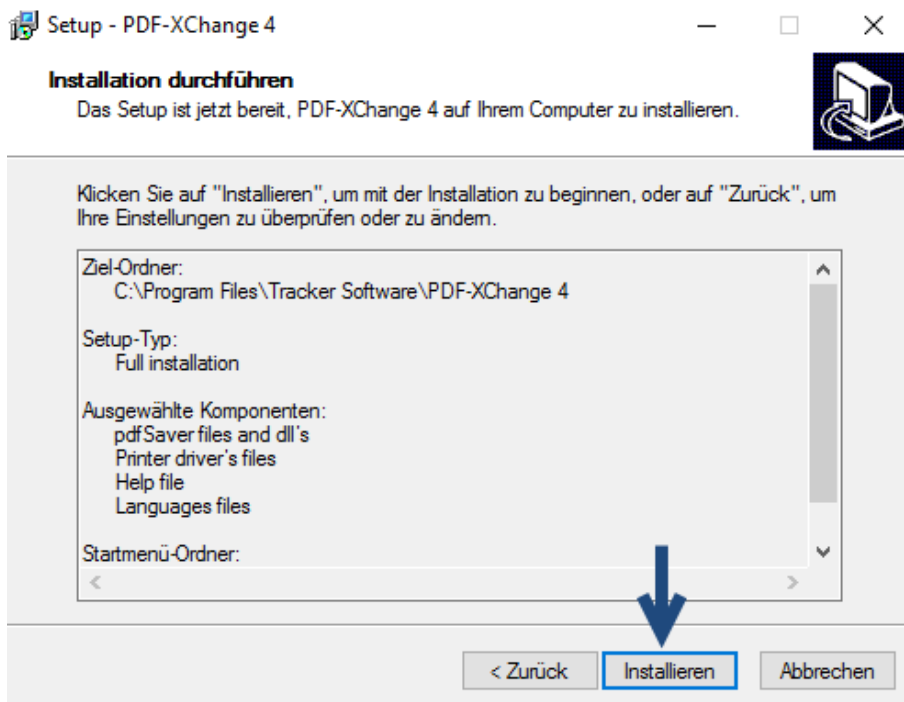 Setup - PDF-XChange 4
Installation durchführen
Das Setup ist jetzt bereit, PDF-XChange 4 auf Ihrem Computer zu installieren.
Klicken Sie auf "Installieren", um mit der Installation zu beginnen, oder auf "Zurück", um
Ihre Einstellungen zu überprüfen oder zu ändern.
Ziel-Ordner:
C:\Program Files\Tracker Software\PDF-XChange 4
Setup-Typ:
Full installation
Ausgewählte Komponenten:
pdfSaver files and dll's
Printer driver's files
Help file
Languages files
Startmenü-Ordner:
< Zurück
Installieren
Abbrechen